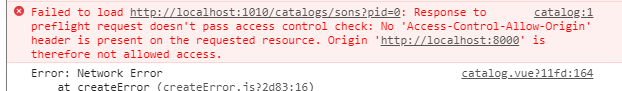 Failed to load http://localhost:1010/catalogs/sons?pid=0: Response to catalog:1
preflight request doesn't pass access control check: No 'Access-Control-Allow-Origin'
header is present on the requested resource. Origin 'http://localhost:8000' is
therefore not allowed access.
Error: Network Error catalog.vue?11fd:164
at createError (createError.js?2d83:16)